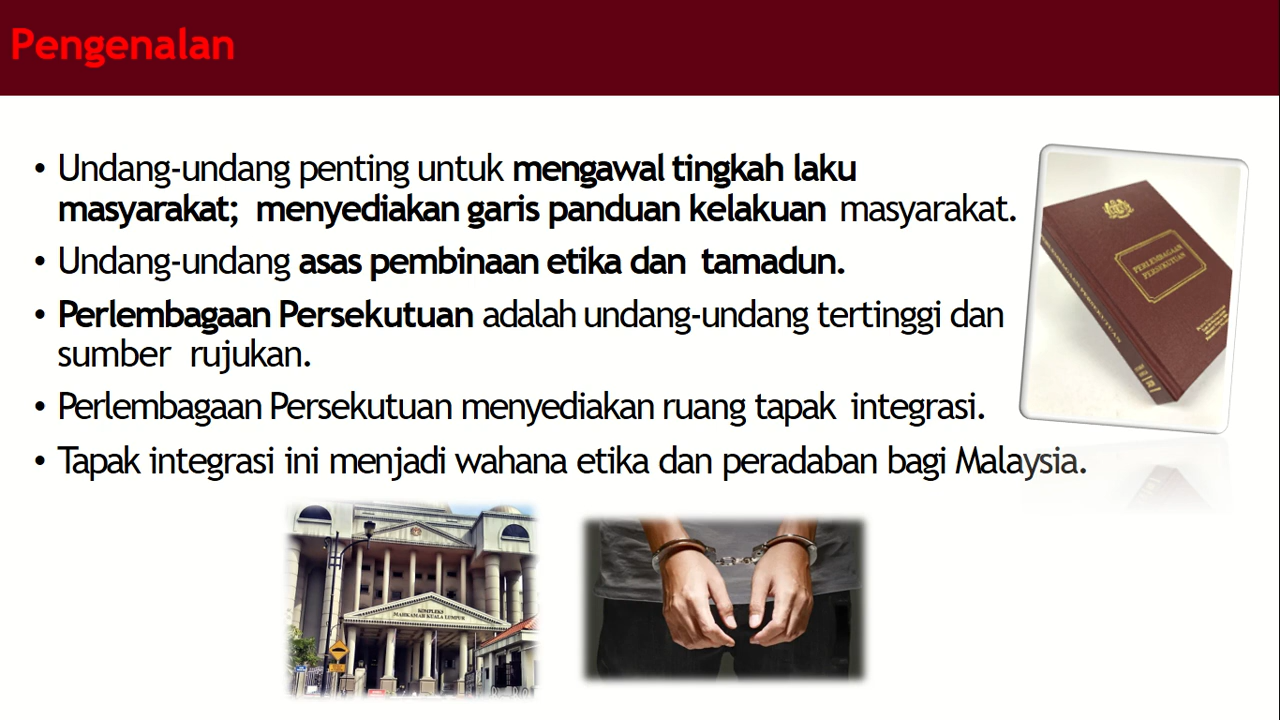 Pengenalan
• Undang-undang penting untuk mengawal tingkah laku
masyarakat; menyediakan garis panduan kelakuan masyarakat.
• Undang-undang asas pembinaan etika dan tamadun.
• Perlembagaan Persekutuan adalah undang-undang tertinggi dan
sumber rujukan.
• Perlembagaan Persekutuan menyediakan ruang tapak integrasi.
• Tapak integrasi ini menjadi wahana etika dan peradaban bagi Malaysia.
PERLEMBAGAAN
PERSEKUTUAN
KOMPLEKS
MAHKAMAH KUALA LUMPUR